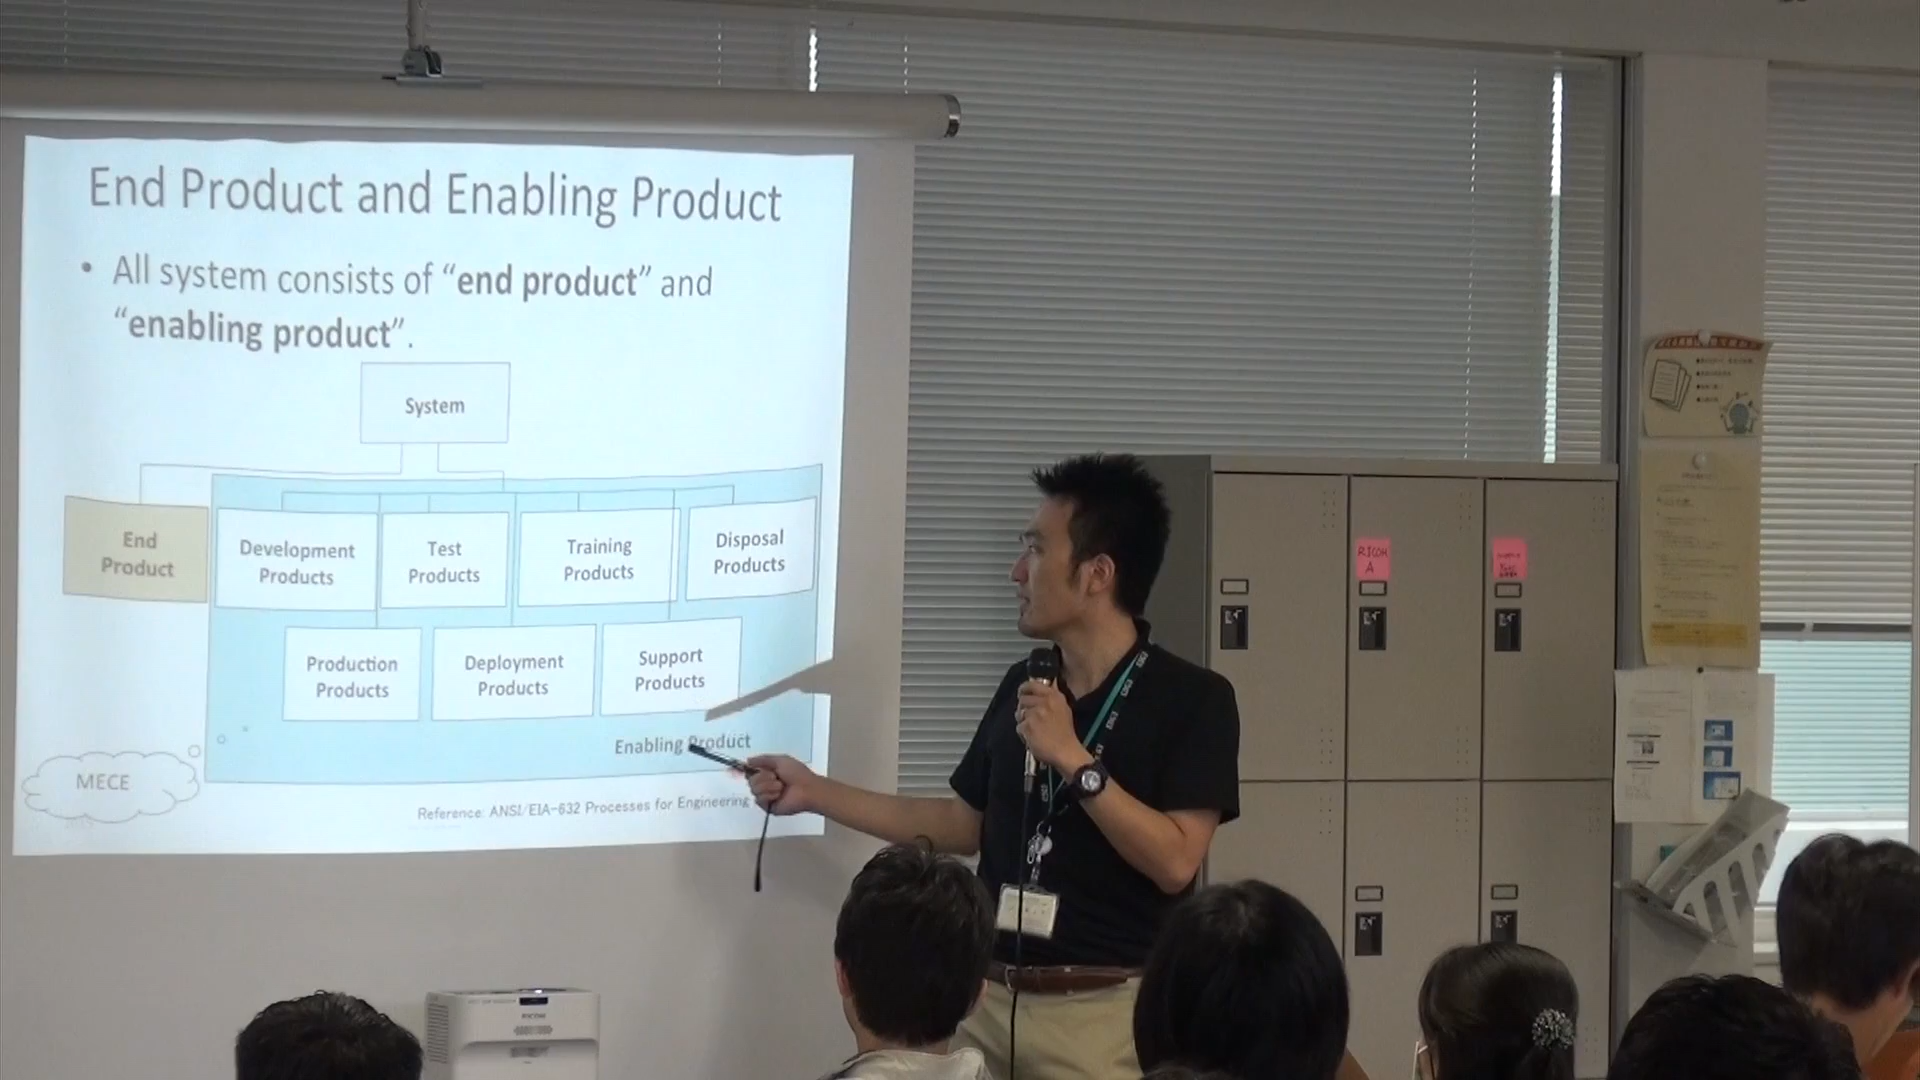 End Product and Enabling Product
• All system consists of “end product” and
“enabling product”.
System
End
Product
Development
Products
Test
Products
Training
Products
Disposal
Products
Production
Products
Deployment
Products
Support
Products
Enabling Product
MECE
Reference: ANSI/EIA-632 Processes for Engineering
RICOH
A
RICOH